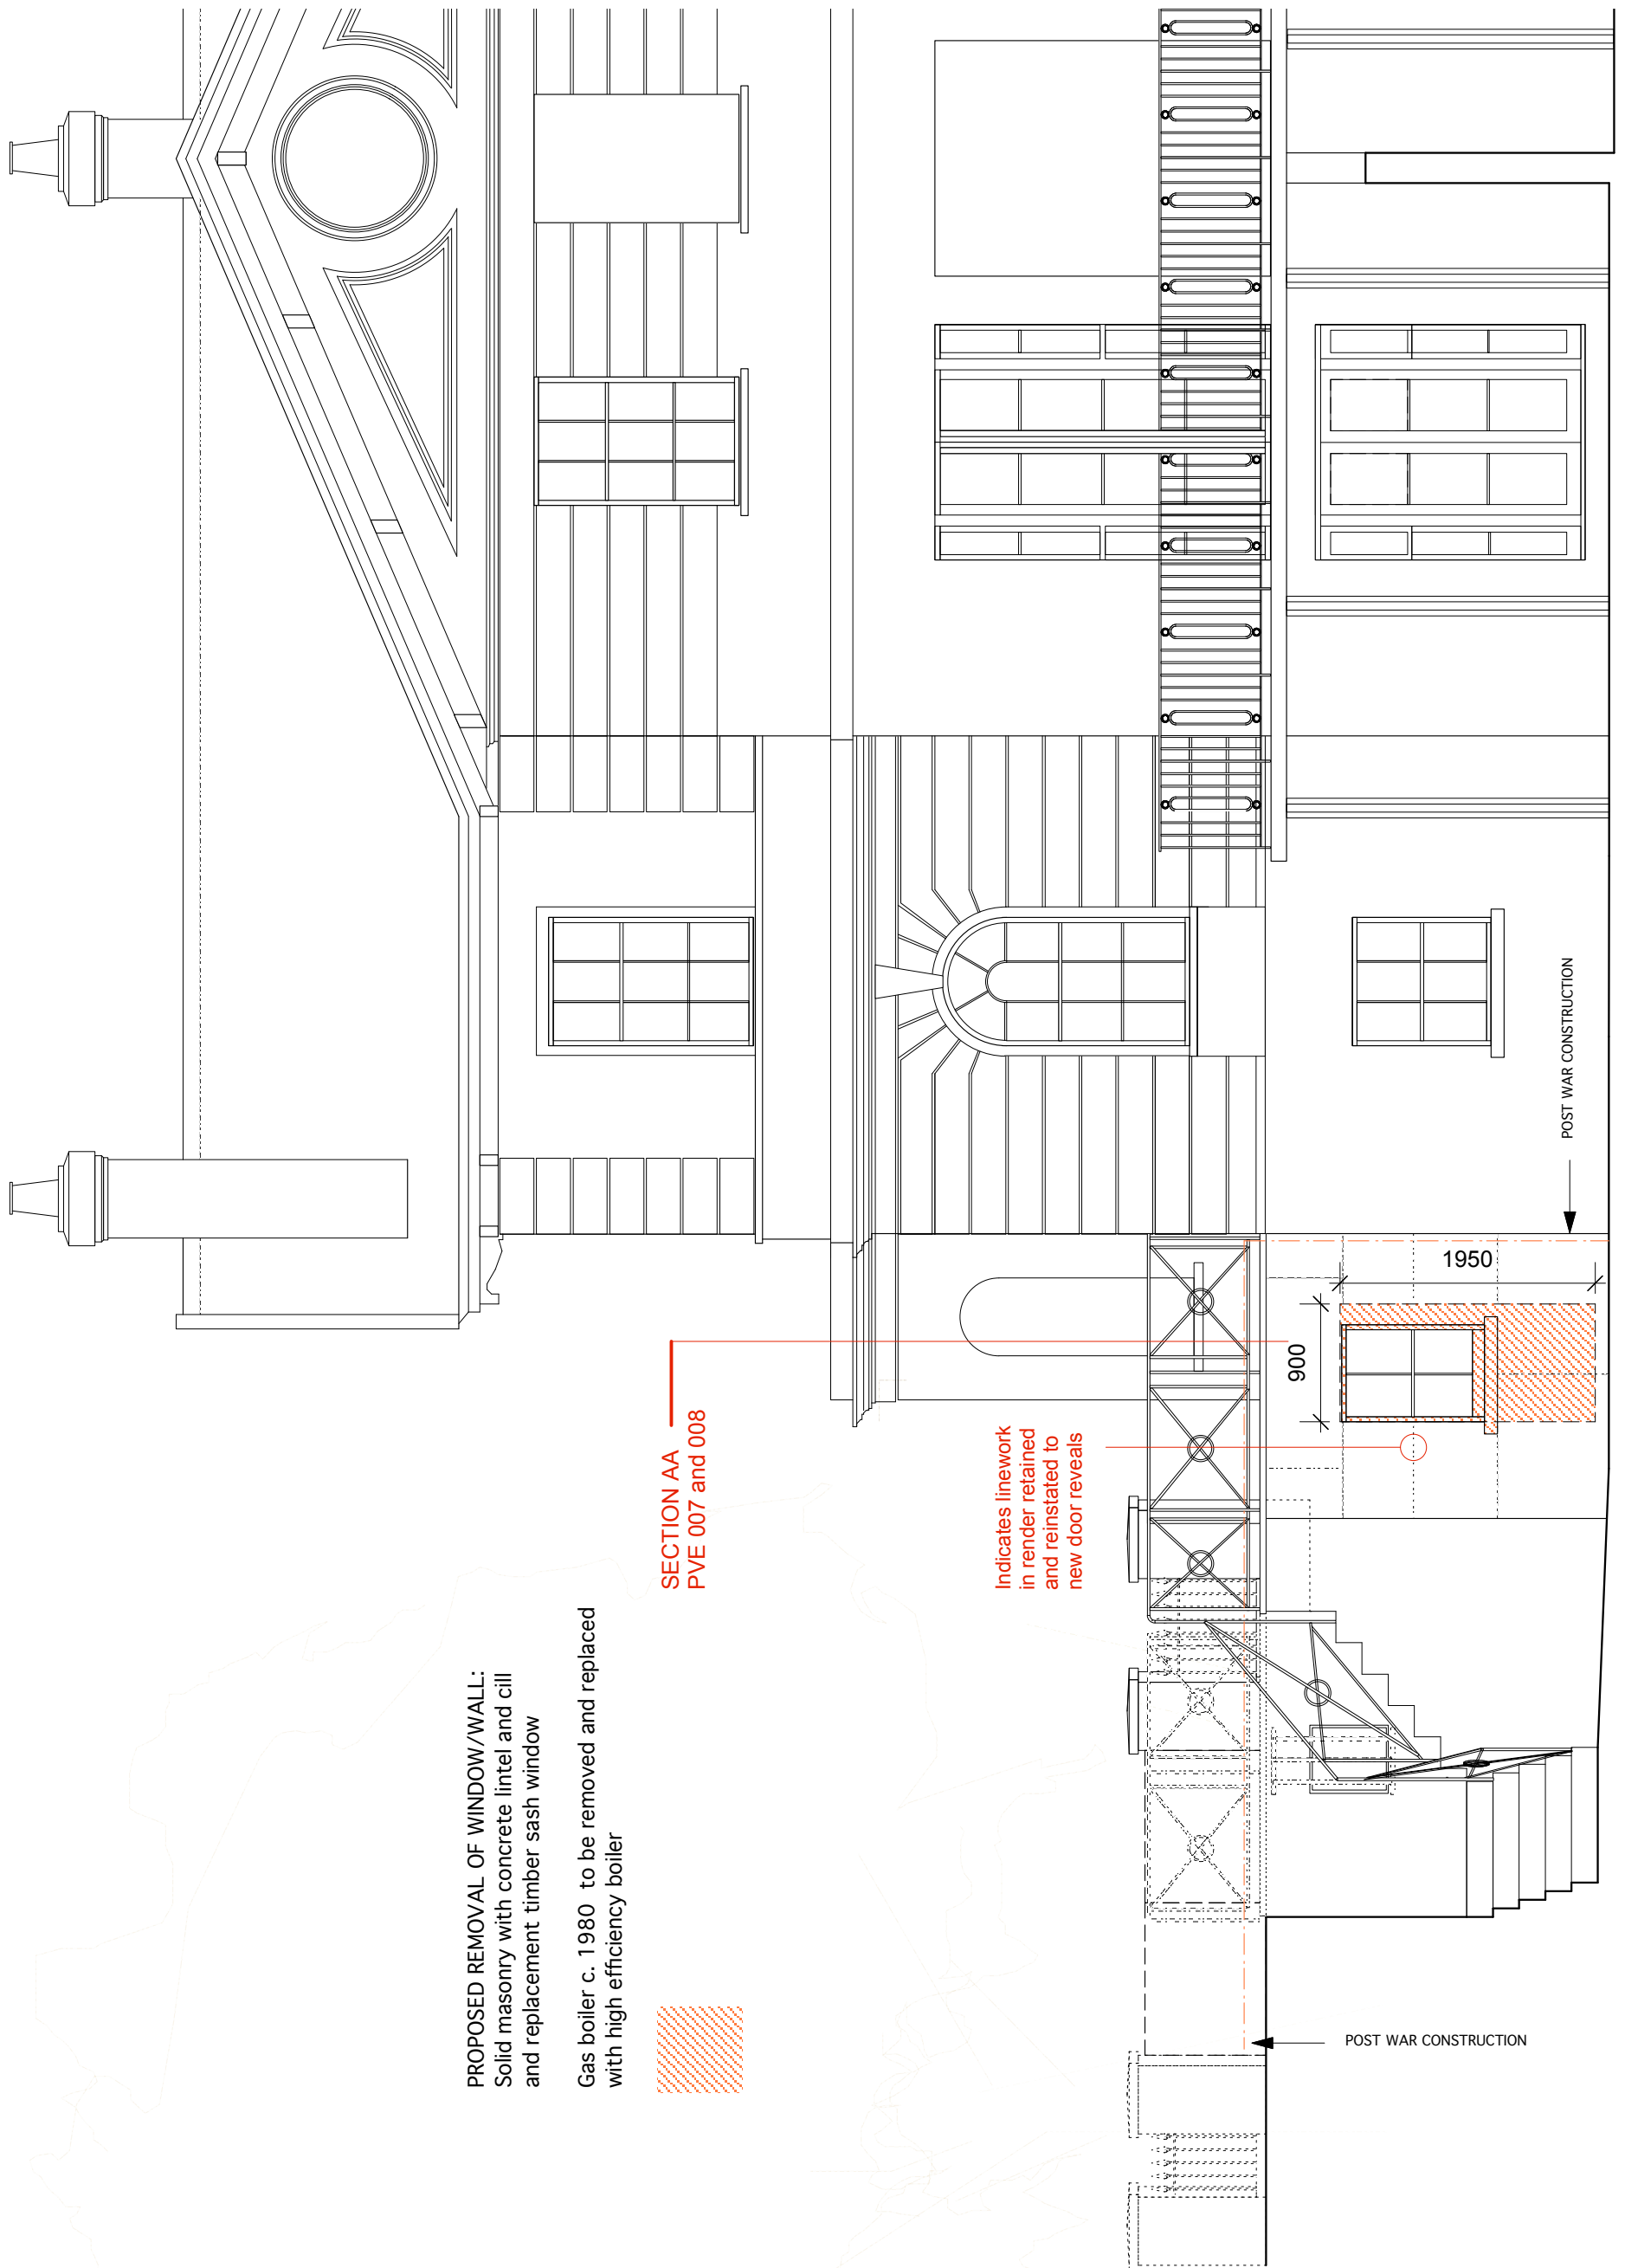 PROPOSED REMOVAL OF WINDOW/WALL:
Solid masonry with concrete lintel and cill
and replacement timber sash window
Gas boiler c. 1980 to be removed and replaced
with high efficiency boiler
SECTION AA
PVE 007 and 008
Indicates linework
in render retained
and reinstated to
new door reveals
900
1950
POST WAR CONSTRUCTION
POST WAR CONSTRUCTION